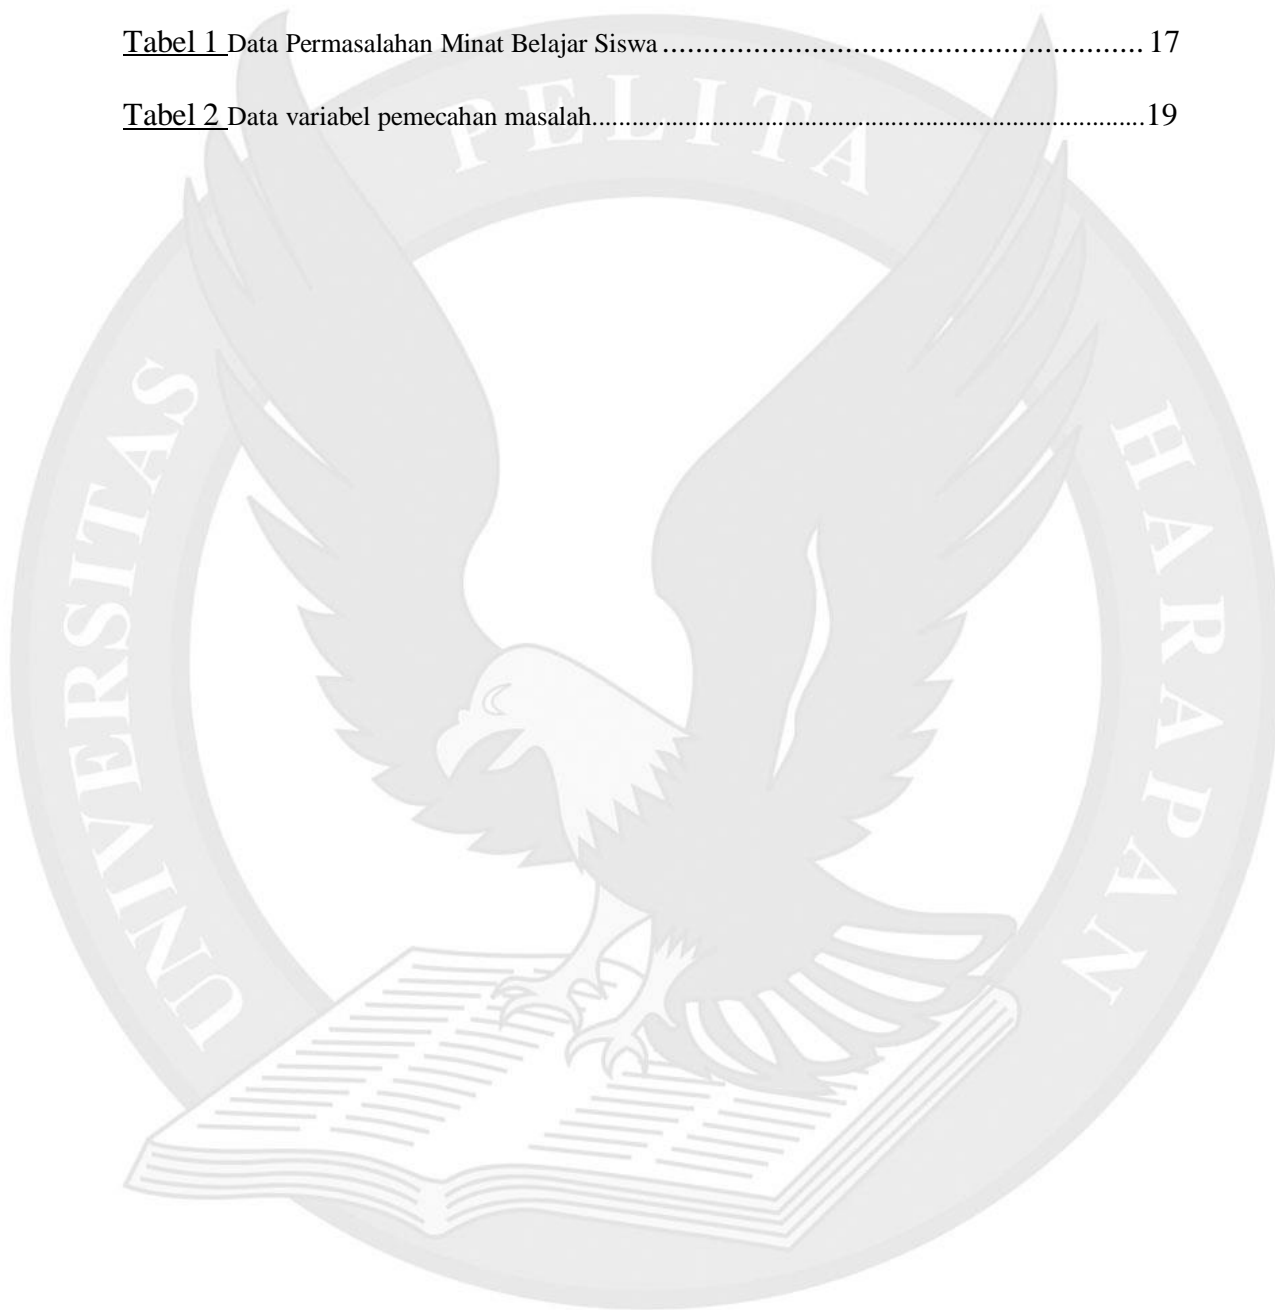 Tabel 1 Data Permasalahan Minat Belajar Siswa........................................................... 17
Tabel 2 Data variabel pemecahan masalah...................................................................................19
UNIVERSITAS PELITA HARAPAN